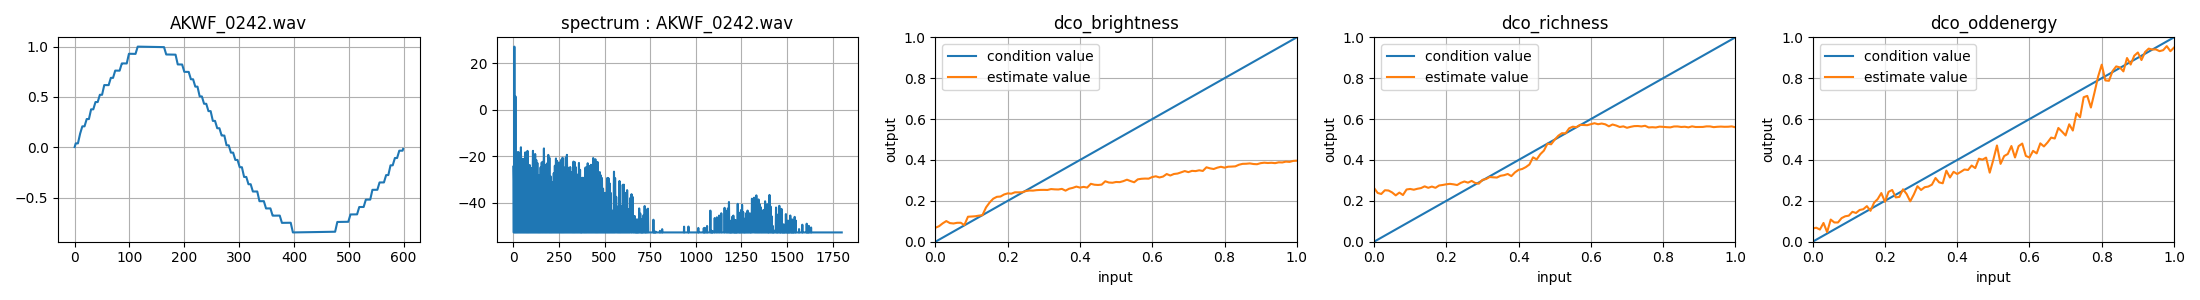 AKWF_0242.wav
1.0
0.5
0.0
−0.5
0 100 200 300 400 500 600
spectrum : AKWF_0242.wav
20
0
−20
−40
0 250 500 750 1000 1250 1500 1750
dco_brightness
condition value
estimate value
output
1.0
0.8
0.6
0.4
0.2
0.0
0.0 0.2 0.4 0.6 0.8 1.0
input
dco_richness
condition value
estimate value
output
1.0
0.8
0.6
0.4
0.2
0.0
0.0 0.2 0.4 0.6 0.8 1.0
input
dco_oddenergy
condition value
estimate value
output
1.0
0.8
0.6
0.4
0.2
0.0
0.0 0.2 0.4 0.6 0.8 1.0
input